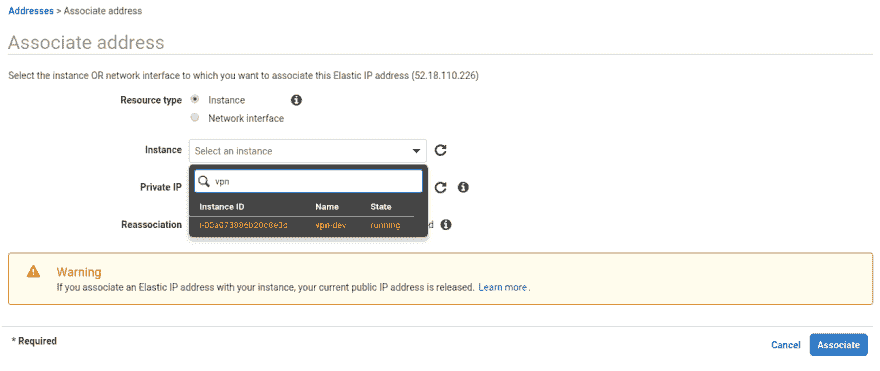 Addresses > Associate address
Associate address
Select the instance OR network interface to which you want to associate this Elastic IP address (52.18.110.226)
Resource type Instance
Network interface
Instance Select an instance
vpn
Private IP
Instance ID Name State
vpn-dev running
Reassociation d
Warning
If you associate an Elastic IP address with your instance, your current public IP address is released. Learn more.
* Required
Cancel Associate